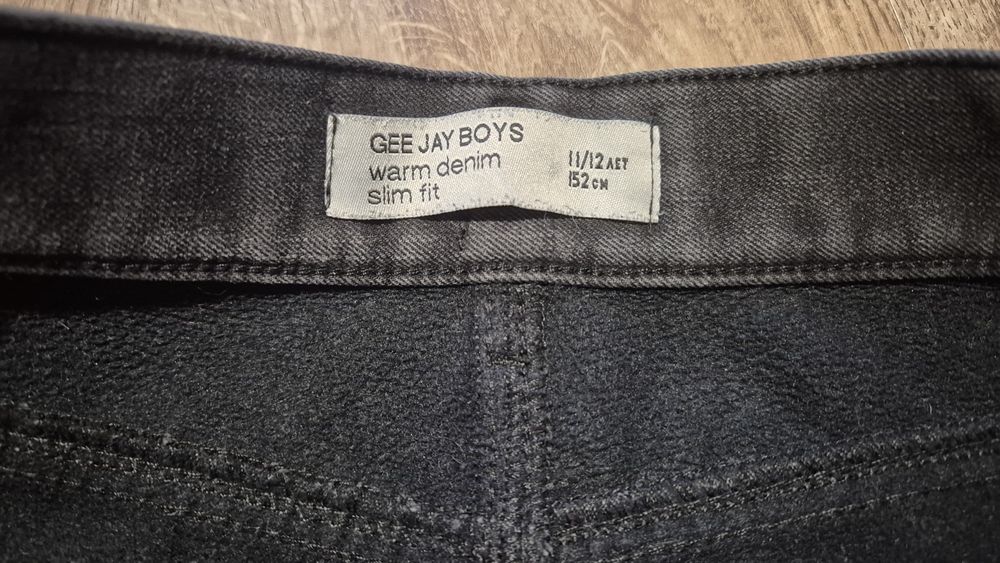 GEE JAY BOYS
warm denim
slim fit
11/12 ЛЕТ
152 СМ